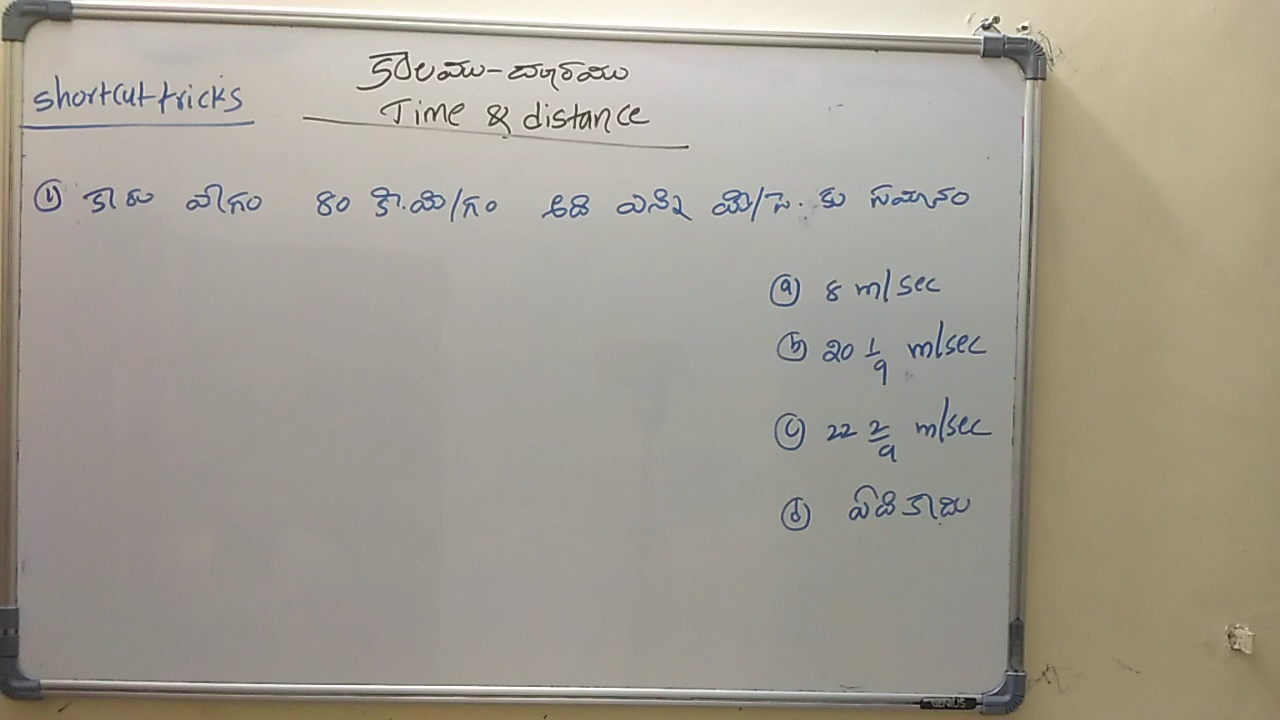 shortcut tricks
కాలము - దూరము
Time & distance
1) కారు వేగం 80 కి.మి/గం అది ఎన్ని మీ/సె. కు సమానం
a) 8 m/sec
b) 20 1/9 m/sec
c) 22 2/9 m/sec
d) ఏదికాదు
GENIUS